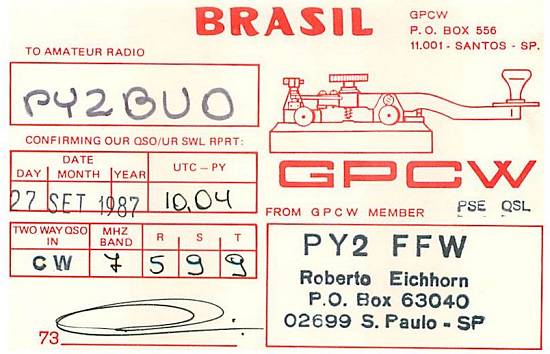 BRASIL
GPCW
P. O. BOX 556
11.001 - SANTOS - SP.
TO AMATEUR RADIO
PY2BUO
CONFIRMING OUR QSO/UR SWL RPRT:
DATE
DAY MONTH YEAR UTC - PY
27 SET 1987 10.04
GPCW
FROM GPCW MEMBER PSE QSL
TWO WAY QSO IN MHZ BAND R S T
CW 7 5 9 9
PY2 FFW
Roberto Eichhorn
P.O. Box 63040
02699 S. Paulo - SP
73